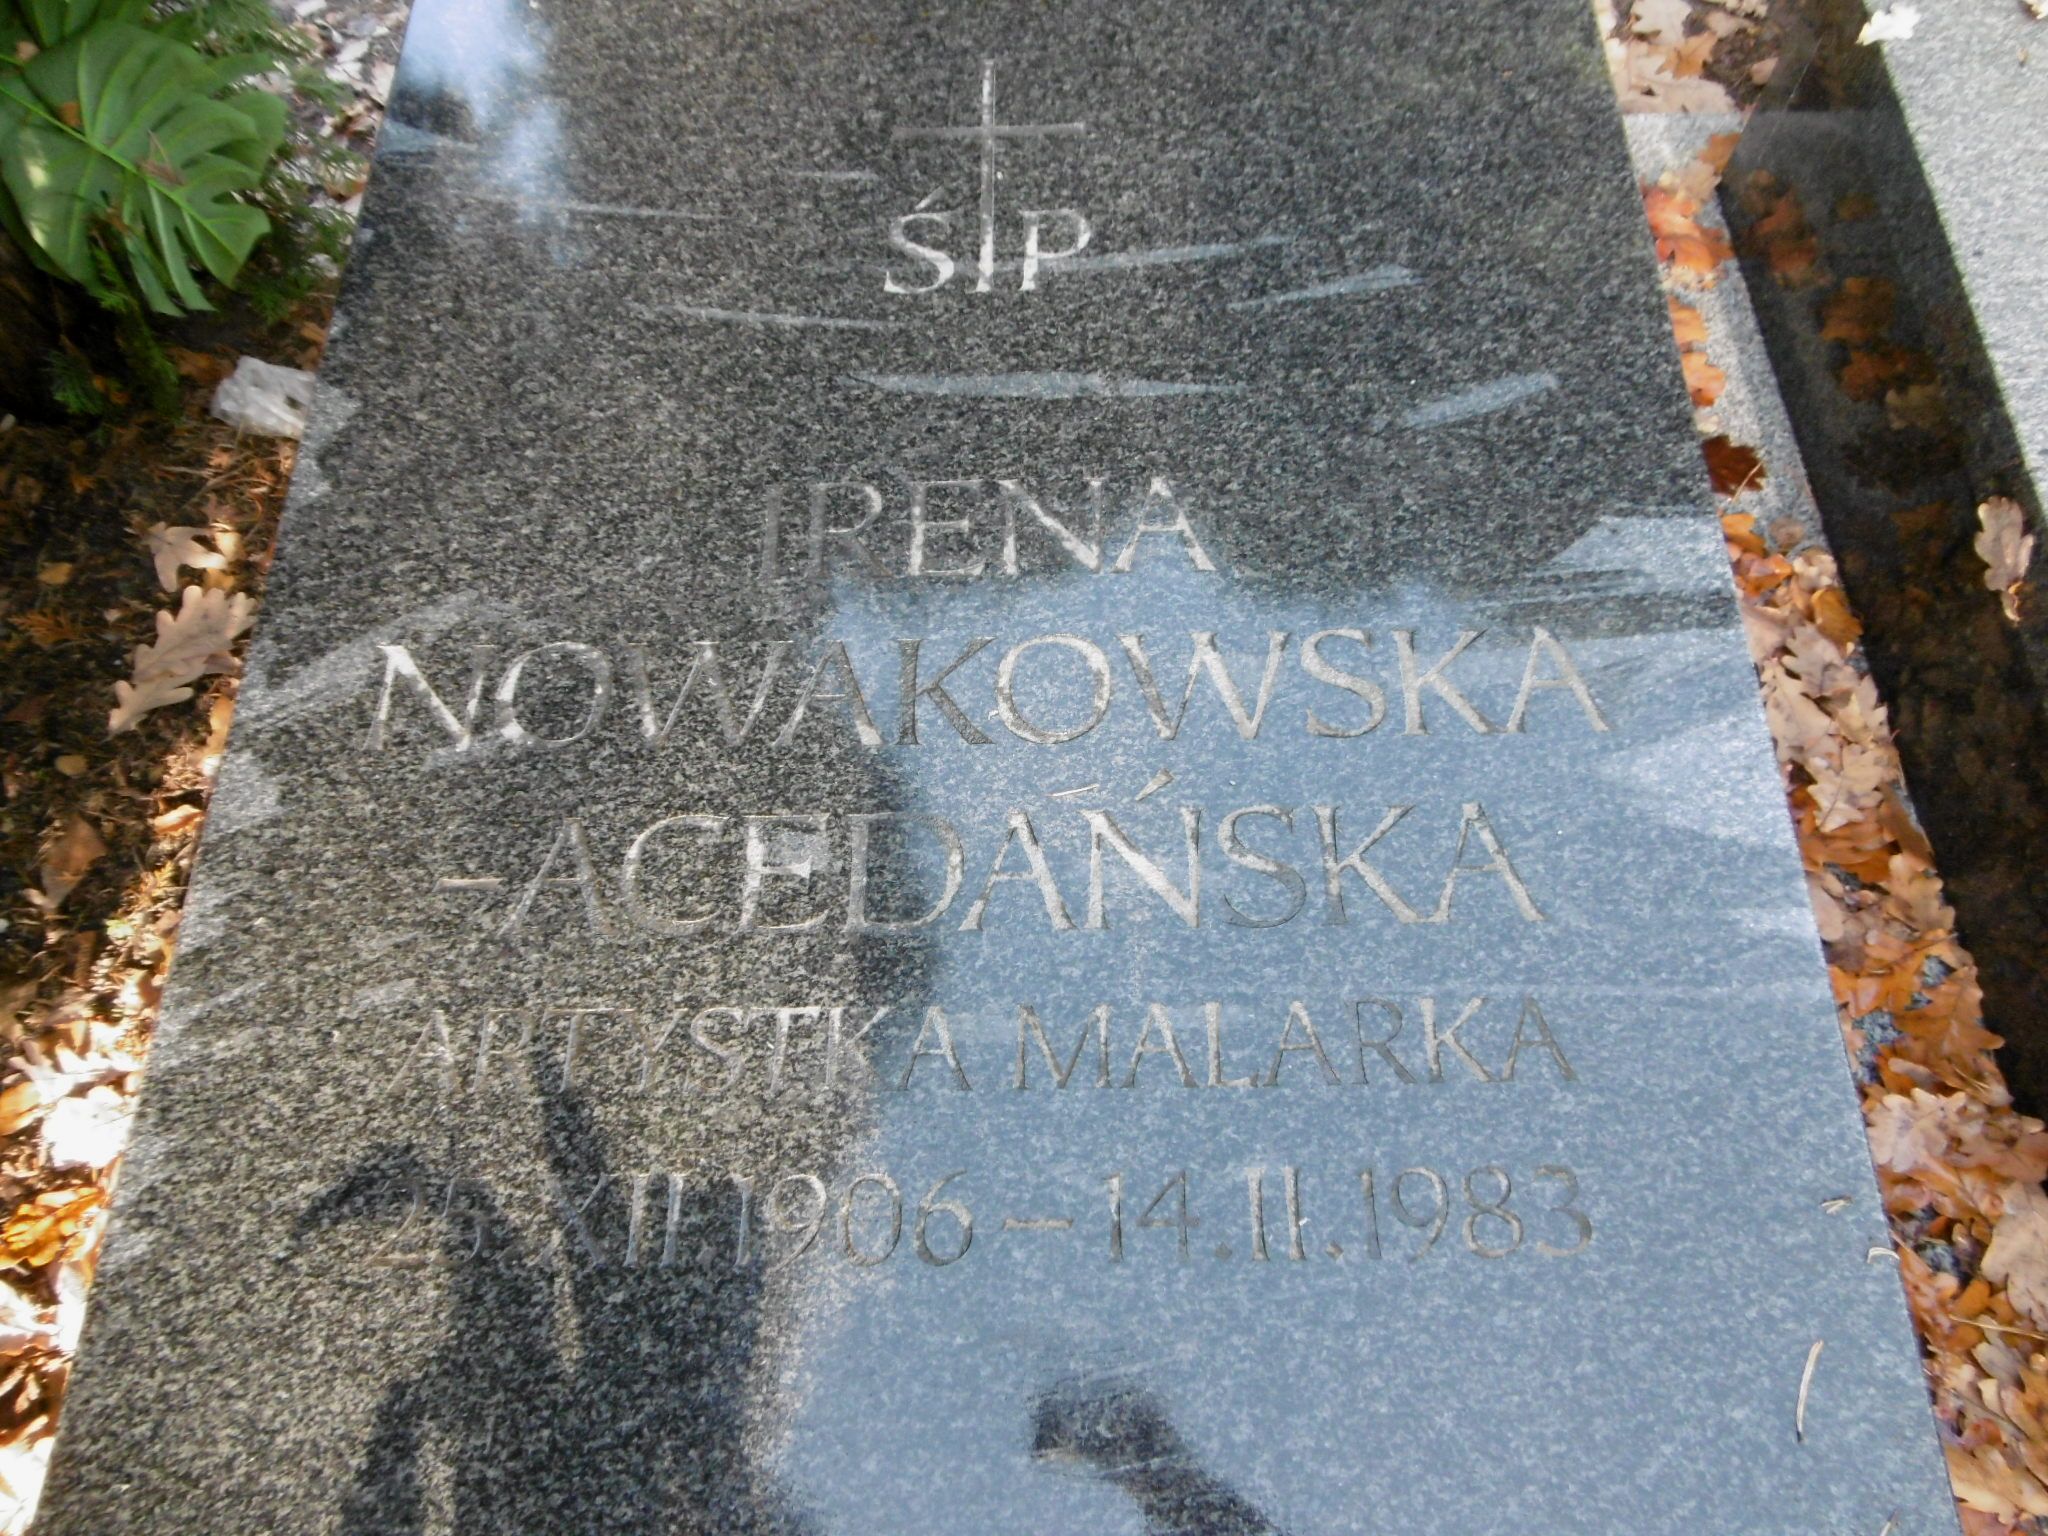 ŚP
IRENA
NOWAKOWSKA
-ACEDAŃSKA
ARTYSTKA MALARKA
25.XII.1906 – 14.II.1983